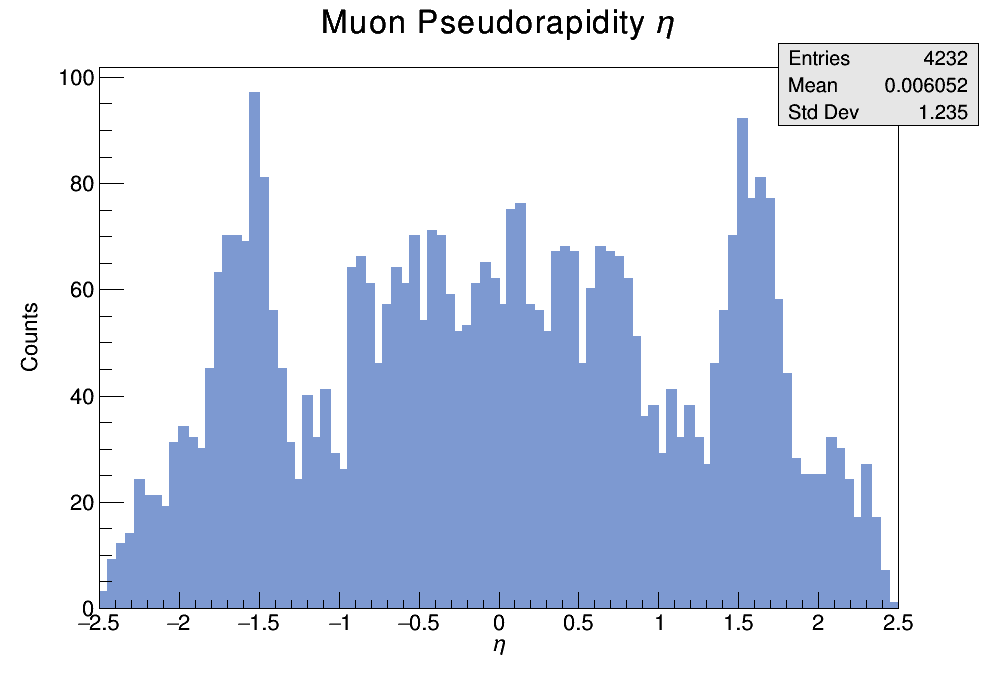 Muon Pseudorapidity η
Entries 4232
Mean 0.006052
Std Dev 1.235
100
80
60
40
20
0
Counts
−2.5 −2 −1.5 −1 −0.5 0 0.5 1 1.5 2 2.5
η